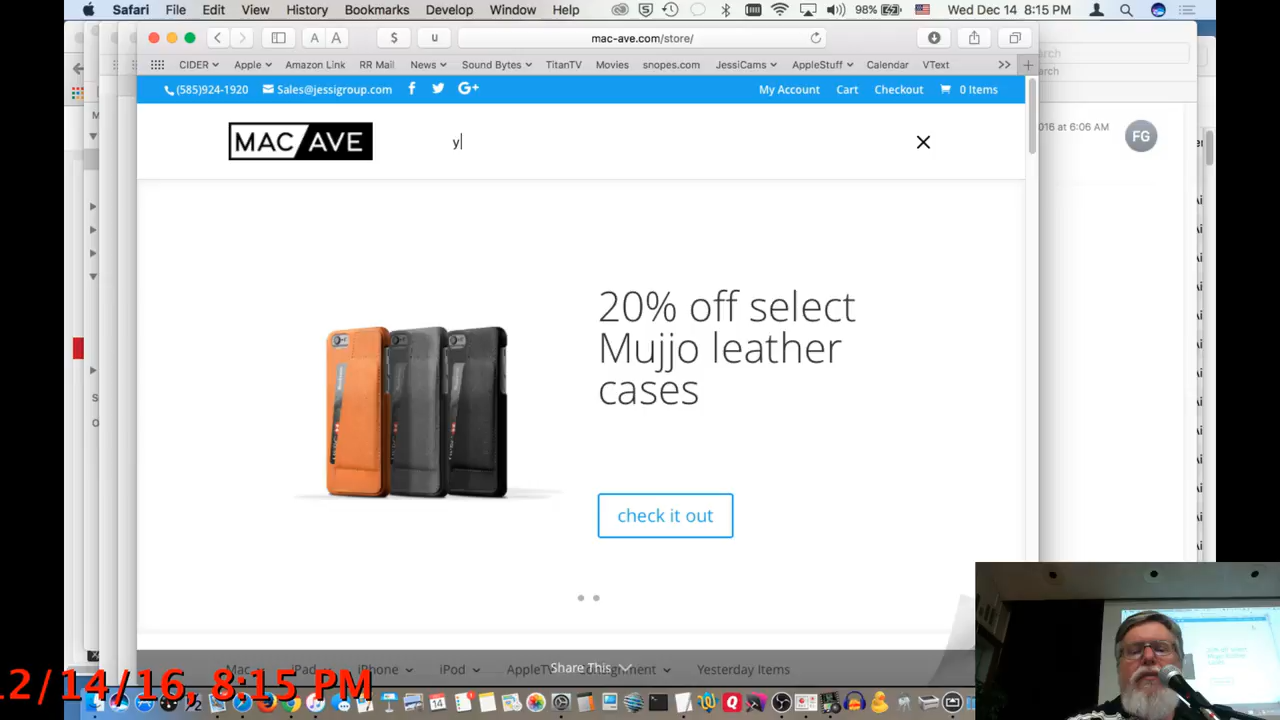 Safari File Edit View History Bookmarks Develop Window Help 98% Wed Dec 14 8:15 PM
$ u mac-ave.com/store/
A A
CIDER Apple Amazon Link RR Mail News Sound Bytes TitanTV Movies snopes.com JessiCams AppleStuff Calendar VText
(585)924-1920 Sales@jessigroup.com f G+ My Account Cart Checkout 0 Items
016 at 6:06 AM FG
MAC/AVE
y
20% off select
Mujjo leather
cases
check it out
Mac iPad iPhone iPod Share This Yesterday Items
12/14/16, 8:15 PM